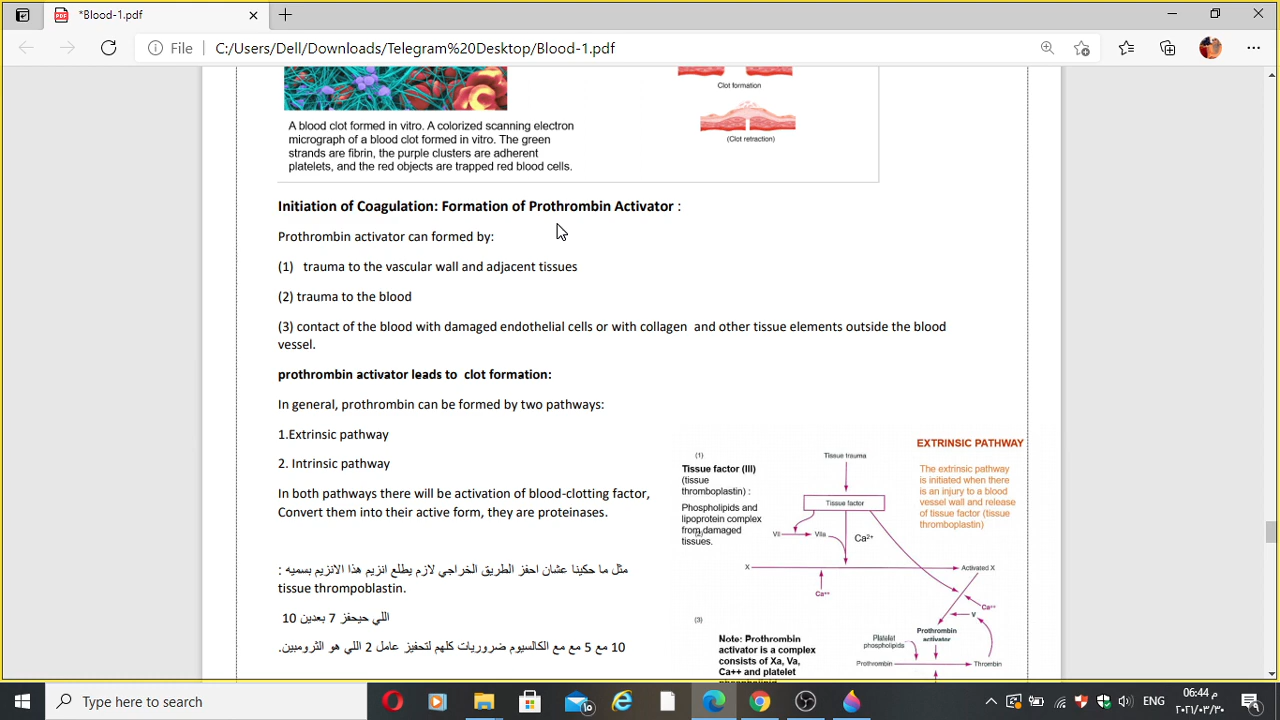 *Blood-1.pdf
File
C:/Users/Dell/Downloads/Telegram%20Desktop/Blood-1.pdf
Clot formation
(Clot retraction)
A blood clot formed in vitro. A colorized scanning electron
micrograph of a blood clot formed in vitro. The green
strands are fibrin, the purple clusters are adherent
platelets, and the red objects are trapped red blood cells.
Initiation of Coagulation: Formation of Prothrombin Activator :
Prothrombin activator can formed by:
(1) trauma to the vascular wall and adjacent tissues
(2) trauma to the blood
(3) contact of the blood with damaged endothelial cells or with collagen and other tissue elements outside the blood
vessel.
prothrombin activator leads to clot formation:
In general, prothrombin can be formed by two pathways:
1.Extrinsic pathway
2. Intrinsic pathway
In both pathways there will be activation of blood-clotting factor,
Convert them into their active form, they are proteinases.
مثل ما حكينا عشان احفز الطريق الخراجي لازم يطلع انزيم هذا الانزيم بسميه :
tissue thrompoblastin.
اللي حيحفز 7 بعدين 10
10 مع 5 مع مع الكالسيوم ضروريات كلهم لتحفيز عامل 2 اللي هو الثرومبين.
EXTRINSIC PATHWAY
The extrinsic pathway
is initiated when there
is an injury to a blood
vessel wall and release
of tissue factor (tissue
thromboplastin)
(1)
Tissue factor (III)
(tissue
thromboplastin) :
Phospholipids and
lipoprotein complex
from damaged
tissues.
(2)
Tissue trauma
Tissue factor
VII
VIIa
Ca2+
X
Activated X
Ca++
Ca++
V
(3)
Prothrombin
activator
Platelet
phospholipids
Prothrombin
Thrombin
Note: Prothrombin
activator is a complex
consists of Xa, Va,
Ca++ and platelet
Type here to search
ENG
06:44 م